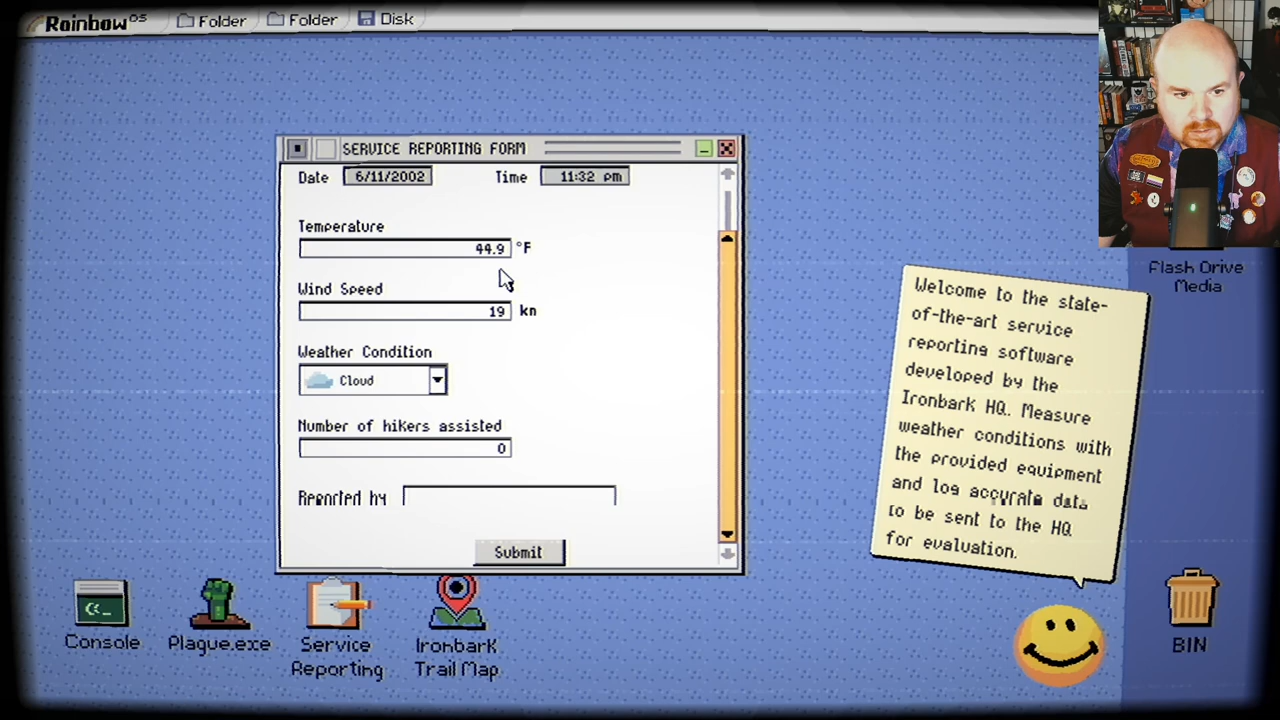 Rainbow OS
Folder
Folder
Disk
SERVICE REPORTING FORM
Date 6/11/2002 Time 11:32 pm
Temperature
44.9 °F
Wind Speed
19 kn
Weather Condition
Cloud
Number of hikers assisted
0
Reported by
Submit
Flash Drive
Media
Welcome to the state-
of-the-art service
reporting software
developed by the
Ironbark HQ. Measure
weather conditions with
the provided equipment
and log accurate data
to be sent to the HQ
for evaluation.
Console
Plague.exe
Service
Reporting
Ironbark
Trail Map
BIN